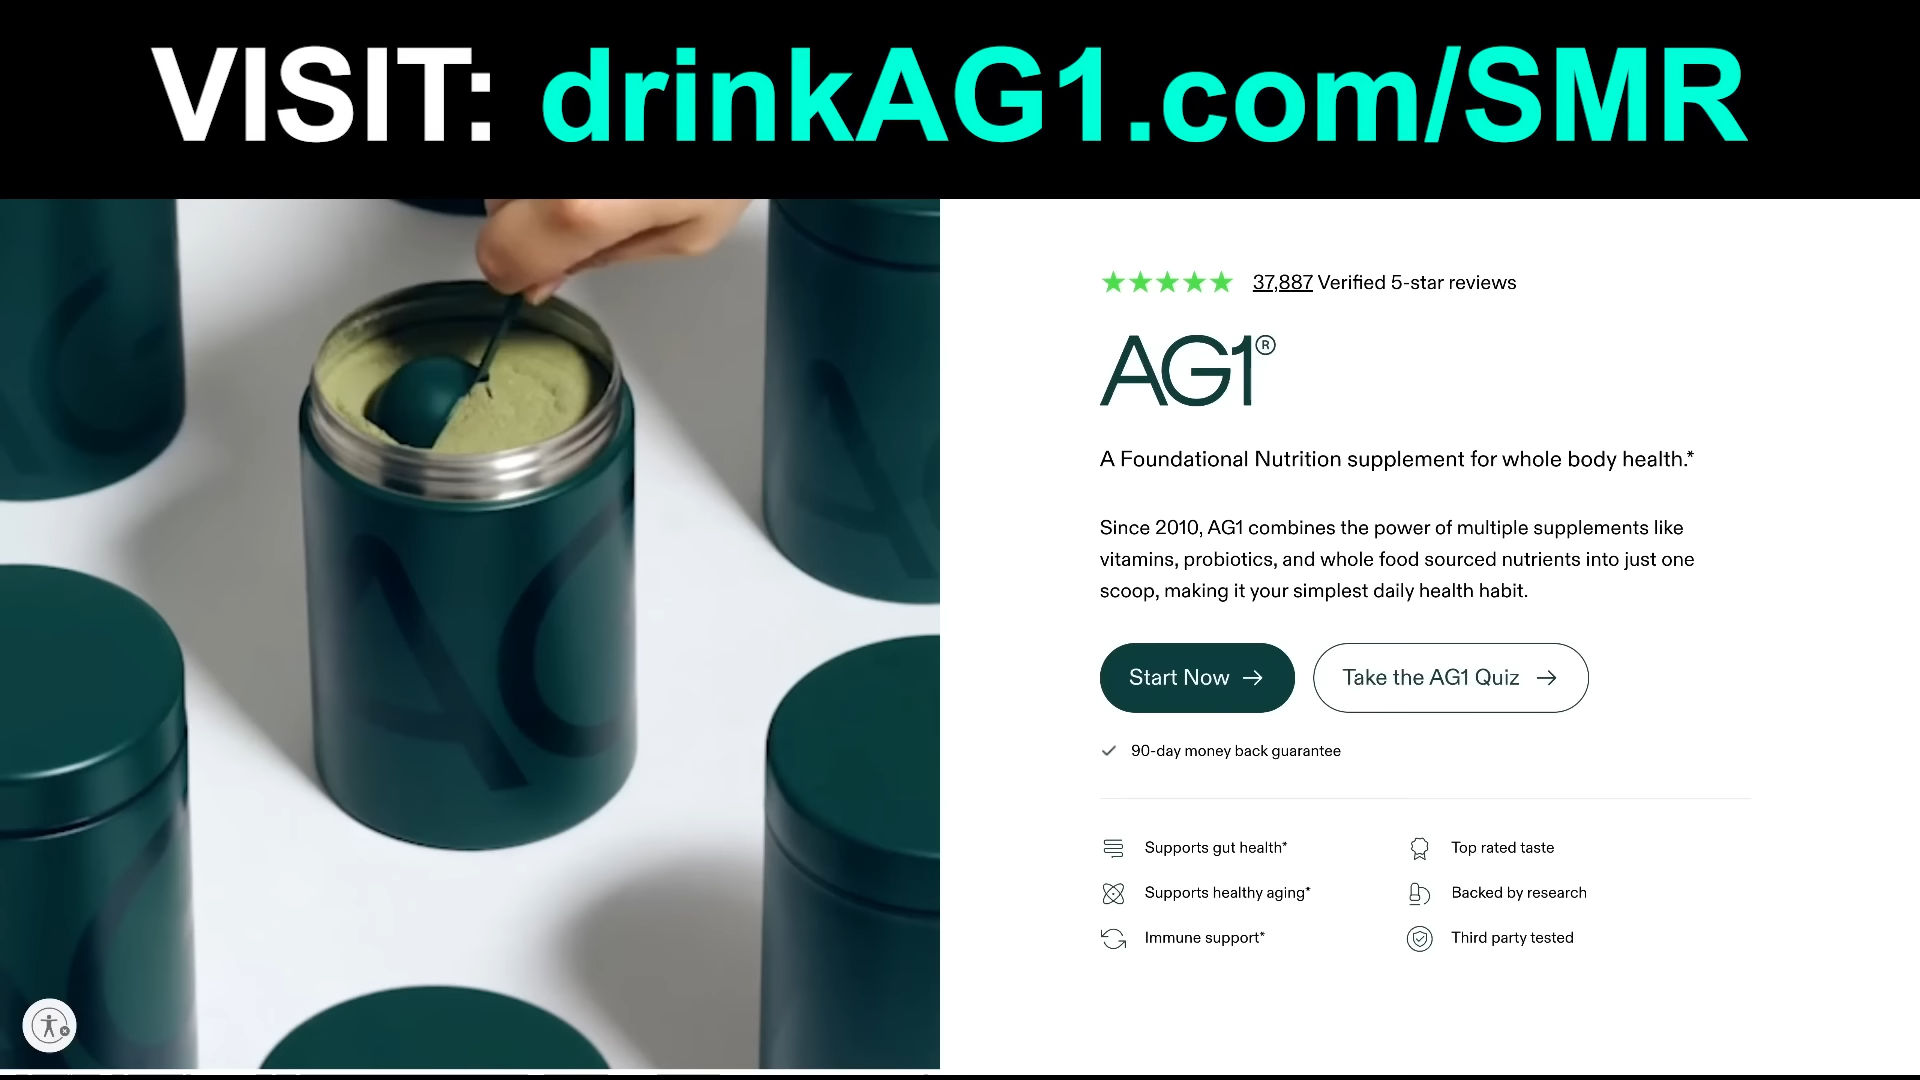 VISIT: drinkAG1.com/SMR
37,887 Verified 5-star reviews
AG1®
A Foundational Nutrition supplement for whole body health.*
Since 2010, AG1 combines the power of multiple supplements like
vitamins, probiotics, and whole food sourced nutrients into just one
scoop, making it your simplest daily health habit.
Start Now → Take the AG1 Quiz →
90-day money back guarantee
Supports gut health* Top rated taste
Supports healthy aging* Backed by research
Immune support* Third party tested
AG